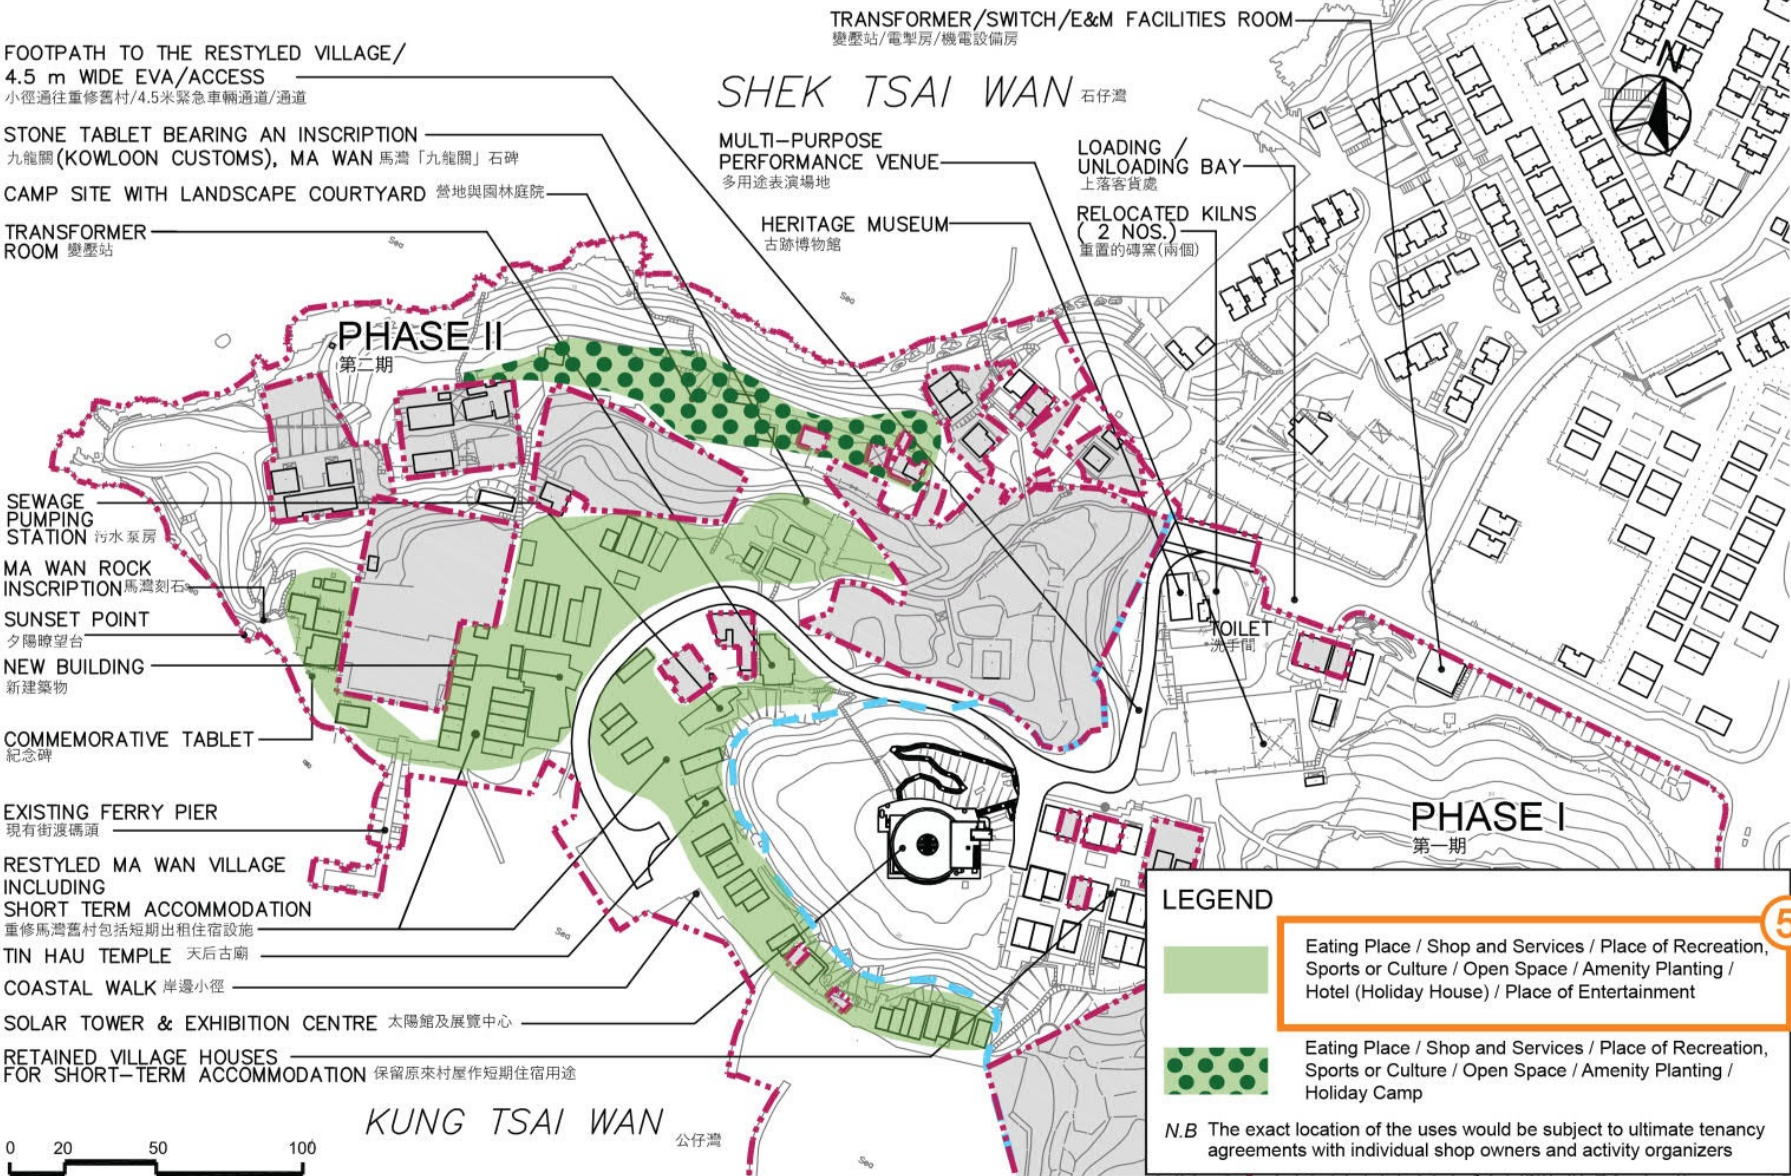 TRANSFORMER/SWITCH/E&M FACILITIES ROOM
變壓站/電掣房/機電設備房
FOOTPATH TO THE RESTYLED VILLAGE/
4.5 m WIDE EVA/ACCESS
小徑通往重修舊村/4.5米緊急車輛通道/通道
SHEK TSAI WAN 石仔灣
N
STONE TABLET BEARING AN INSCRIPTION
九龍關(KOWLOON CUSTOMS), MA WAN 馬灣「九龍關」石碑
CAMP SITE WITH LANDSCAPE COURTYARD 營地與園林庭院
TRANSFORMER
ROOM 變壓站
MULTI-PURPOSE
PERFORMANCE VENUE
多用途表演場地
HERITAGE MUSEUM
古跡博物館
LOADING /
UNLOADING BAY
上落客貨處
RELOCATED KILNS
( 2 NOS.)
重置的磚窯(兩個)
Sea
Sea
PHASE II
第二期
SEWAGE
PUMPING
STATION 污水泵房
MA WAN ROCK
INSCRIPTION 馬灣刻石
SUNSET POINT
夕陽瞭望台
NEW BUILDING
新建築物
COMMEMORATIVE TABLET
紀念碑
TOILET
洗手間
EXISTING FERRY PIER
現有街渡碼頭
PHASE I
第一期
RESTYLED MA WAN VILLAGE
INCLUDING
SHORT TERM ACCOMMODATION
重修馬灣舊村包括短期出租住宿設施
TIN HAU TEMPLE 天后古廟
COASTAL WALK 岸邊小徑
SOLAR TOWER & EXHIBITION CENTRE 太陽館及展覽中心
RETAINED VILLAGE HOUSES
FOR SHORT-TERM ACCOMMODATION 保留原來村屋作短期住宿用途
Sea
KUNG TSAI WAN 公仔灣
Sea
0 20 50 100
LEGEND
5
Eating Place / Shop and Services / Place of Recreation,
Sports or Culture / Open Space / Amenity Planting /
Hotel (Holiday House) / Place of Entertainment
Eating Place / Shop and Services / Place of Recreation,
Sports or Culture / Open Space / Amenity Planting /
Holiday Camp
N.B The exact location of the uses would be subject to ultimate tenancy
agreements with individual shop owners and activity organizers